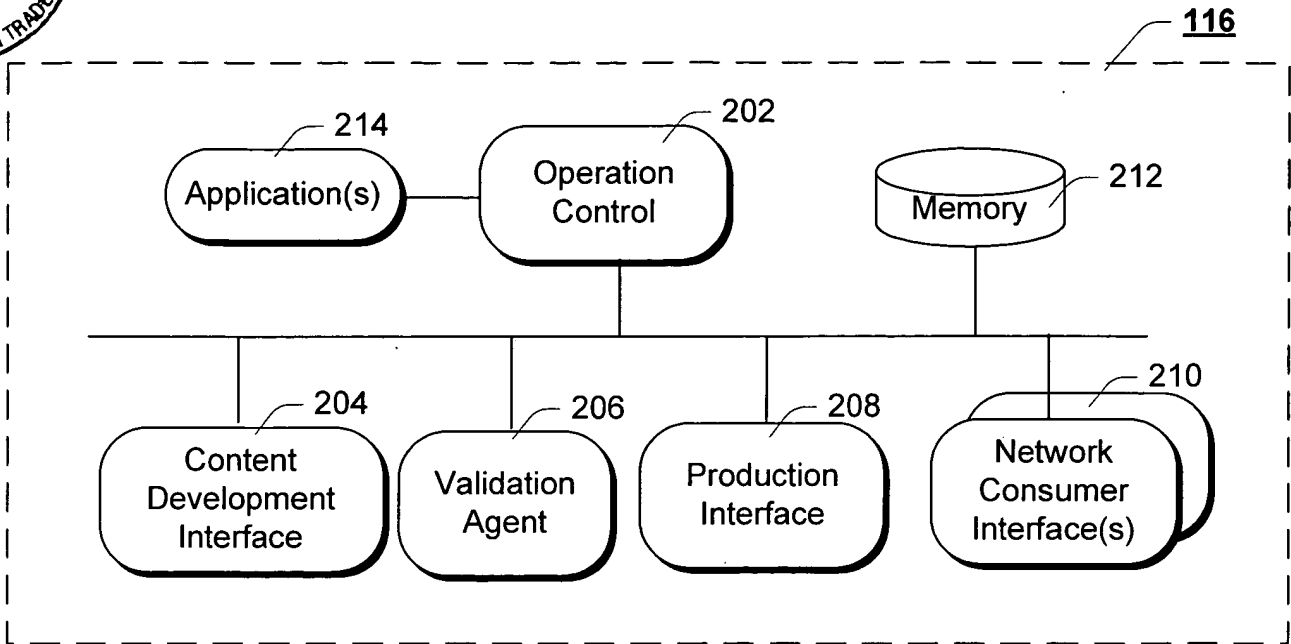 TRADE
116
214
202
Application(s)
Operation
Control
Memory
212
204
206
208
210
Content
Development
Interface
Validation
Agent
Production
Interface
Network
Consumer
Interface(s)